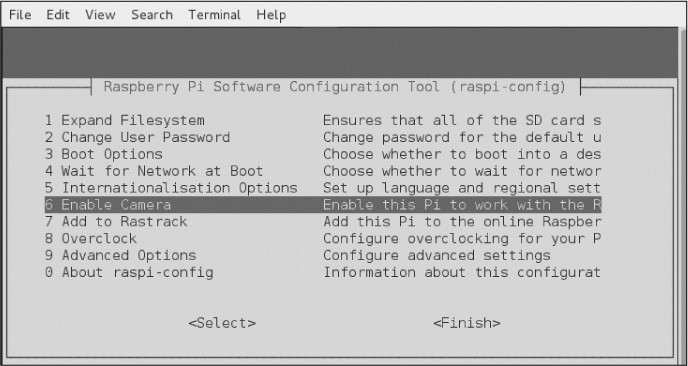 File Edit View Search Terminal Help
Raspberry Pi Software Configuration Tool (raspi-config)
1 Expand Filesystem Ensures that all of the SD card s
2 Change User Password Change password for the default u
3 Boot Options Choose whether to boot into a des
4 Wait for Network at Boot Choose whether to wait for networ
5 Internationalisation Options Set up language and regional sett
6 Enable Camera Enable this Pi to work with the R
7 Add to Rastrack Add this Pi to the online Raspber
8 Overclock Configure overclocking for your P
9 Advanced Options Configure advanced settings
0 About raspi-config Information about this configurat
<Select> <Finish>